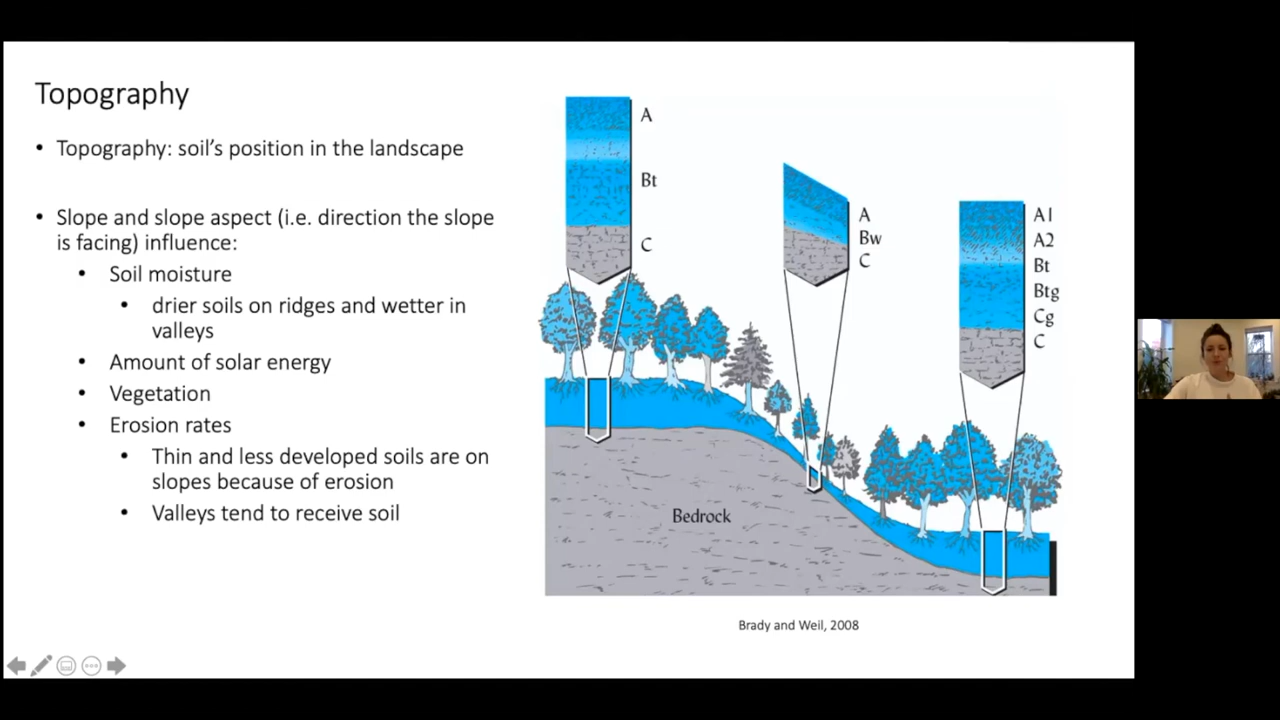 Topography
• Topography: soil's position in the landscape
• Slope and slope aspect (i.e. direction the slope
is facing) influence:
• Soil moisture
• drier soils on ridges and wetter in
valleys
• Amount of solar energy
• Vegetation
• Erosion rates
• Thin and less developed soils are on
slopes because of erosion
• Valleys tend to receive soil
A
Bt
C
A
Bw
C
A1
A2
Bt
Btg
Cg
C
Bedrock
Brady and Weil, 2008